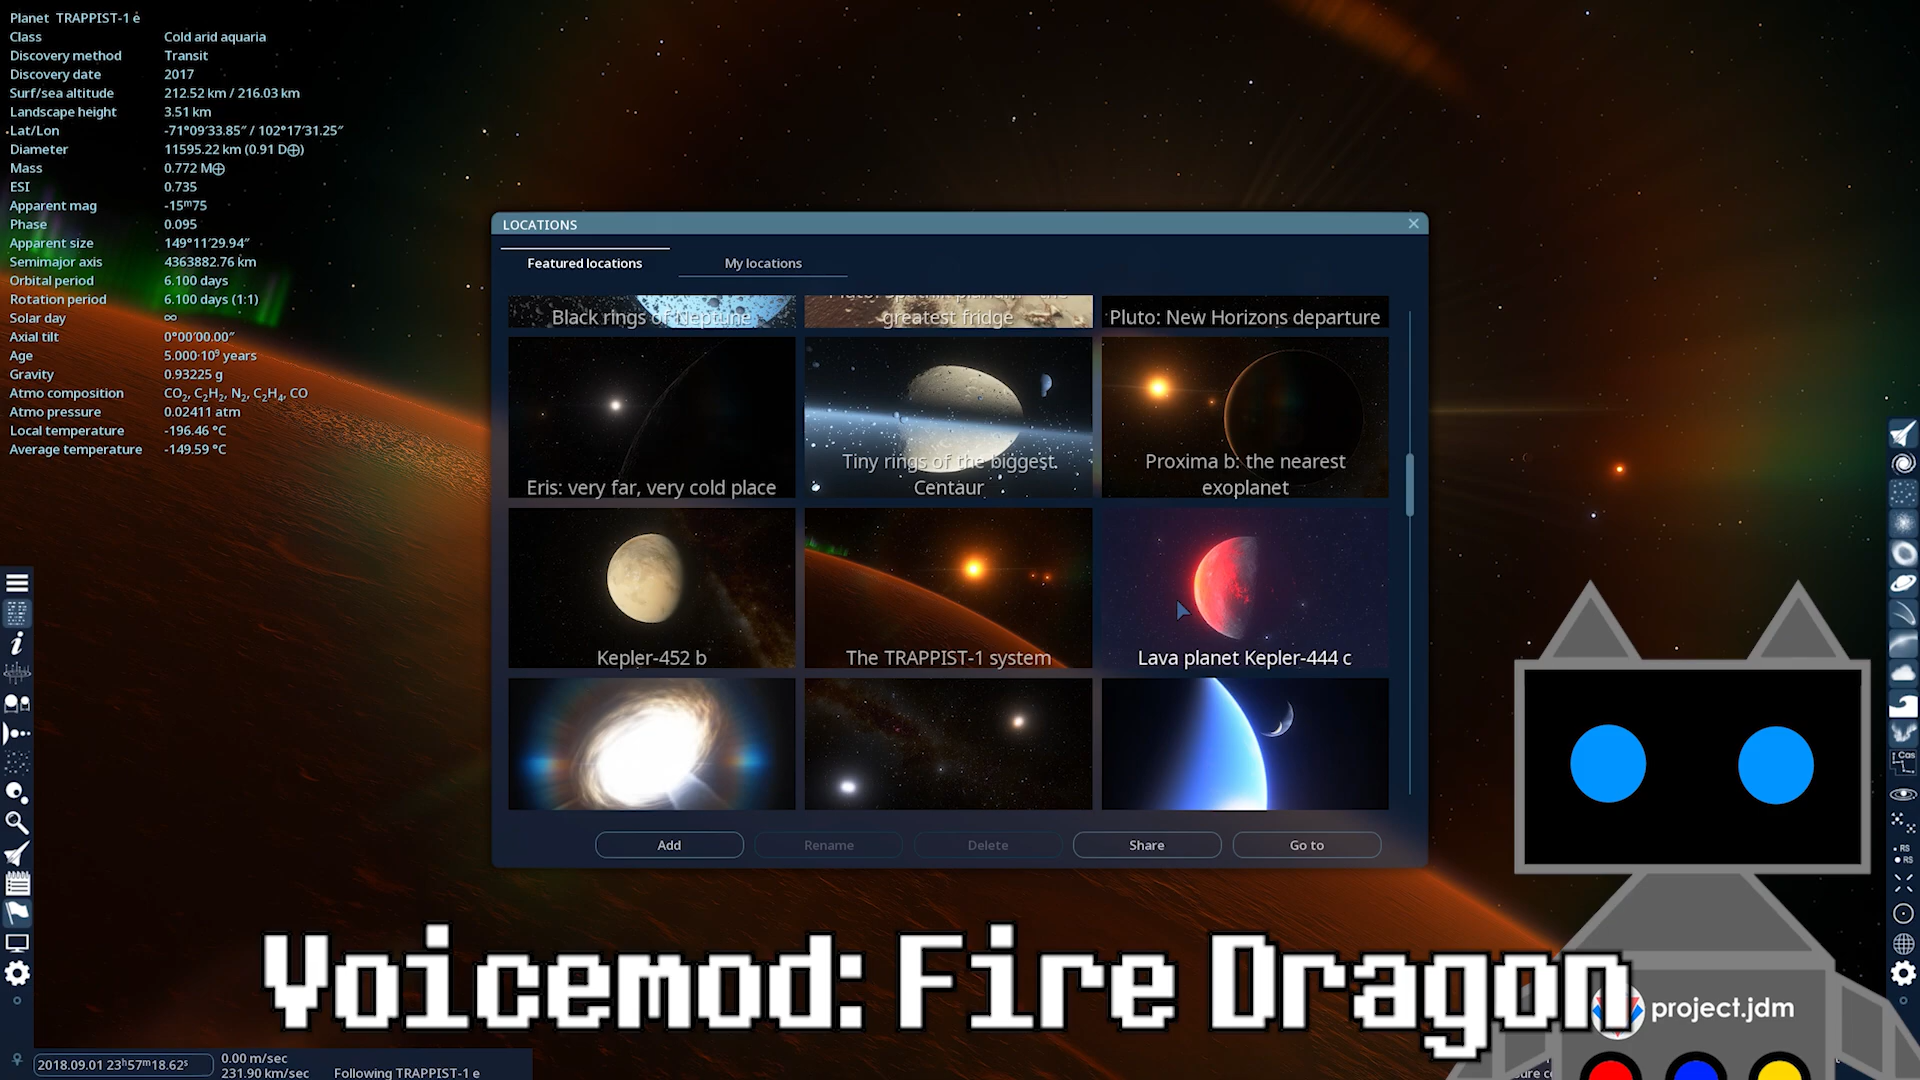 Planet TRAPPIST-1 e
Class Cold arid aquaria
Discovery method Transit
Discovery date 2017
Surf/sea altitude 212.52 km / 216.03 km
Landscape height 3.51 km
Lat/Lon -71°09′33.85″ / 102°17′31.25″
Diameter 11595.22 km (0.91 D⊕)
Mass 0.772 M⊕
ESI 0.735
Apparent mag -15ᵐ75
Phase 0.095
Apparent size 149°11′29.94″
Semimajor axis 4363882.76 km
Orbital period 6.100 days
Rotation period 6.100 days (1:1)
Solar day ∞
Axial tilt 0°00′00.00″
Age 5.000·10⁹ years
Gravity 0.93225 g
Atmo composition CO₂, C₂H₂, N₂, C₂H₄, CO
Atmo pressure 0.02411 atm
Local temperature -196.46 °C
Average temperature -149.59 °C
LOCATIONS
Featured locations My locations
Black rings of Neptune
greatest fridge
Pluto: New Horizons departure
Eris: very far, very cold place
Tiny rings of the biggest
Centaur
Proxima b: the nearest
exoplanet
Kepler-452 b
The TRAPPIST-1 system
Lava planet Kepler-444 c
Add Rename Delete Share Go to
Cas
RS
RS
Voicemod: Fire Dragon
project.jdm
2018.09.01 23ʰ57ᵐ18.62ˢ
0.00 m/sec
231.90 km/sec
Following TRAPPIST-1 e